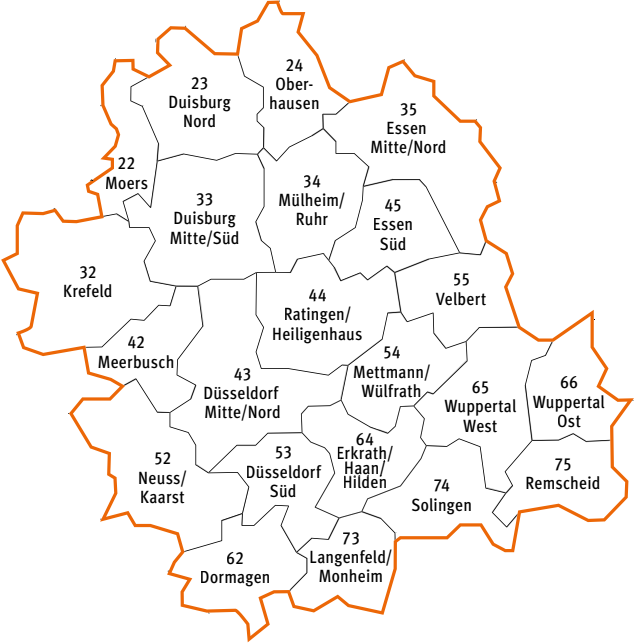 24
Ober-
hausen
23
Duisburg
Nord
35
Essen
Mitte/Nord
22
Moers
34
Mülheim/
Ruhr
33
Duisburg
Mitte/Süd
45
Essen
Süd
32
Krefeld
55
Velbert
44
Ratingen/
Heiligenhaus
42
Meerbusch
54
Mettmann/
Wülfrath
43
Düsseldorf
Mitte/Nord
65
Wuppertal
West
66
Wuppertal
Ost
64
Erkrath/
Haan/
Hilden
53
Düsseldorf
Süd
52
Neuss/
Kaarst
75
Remscheid
74
Solingen
73
Langenfeld/
Monheim
62
Dormagen